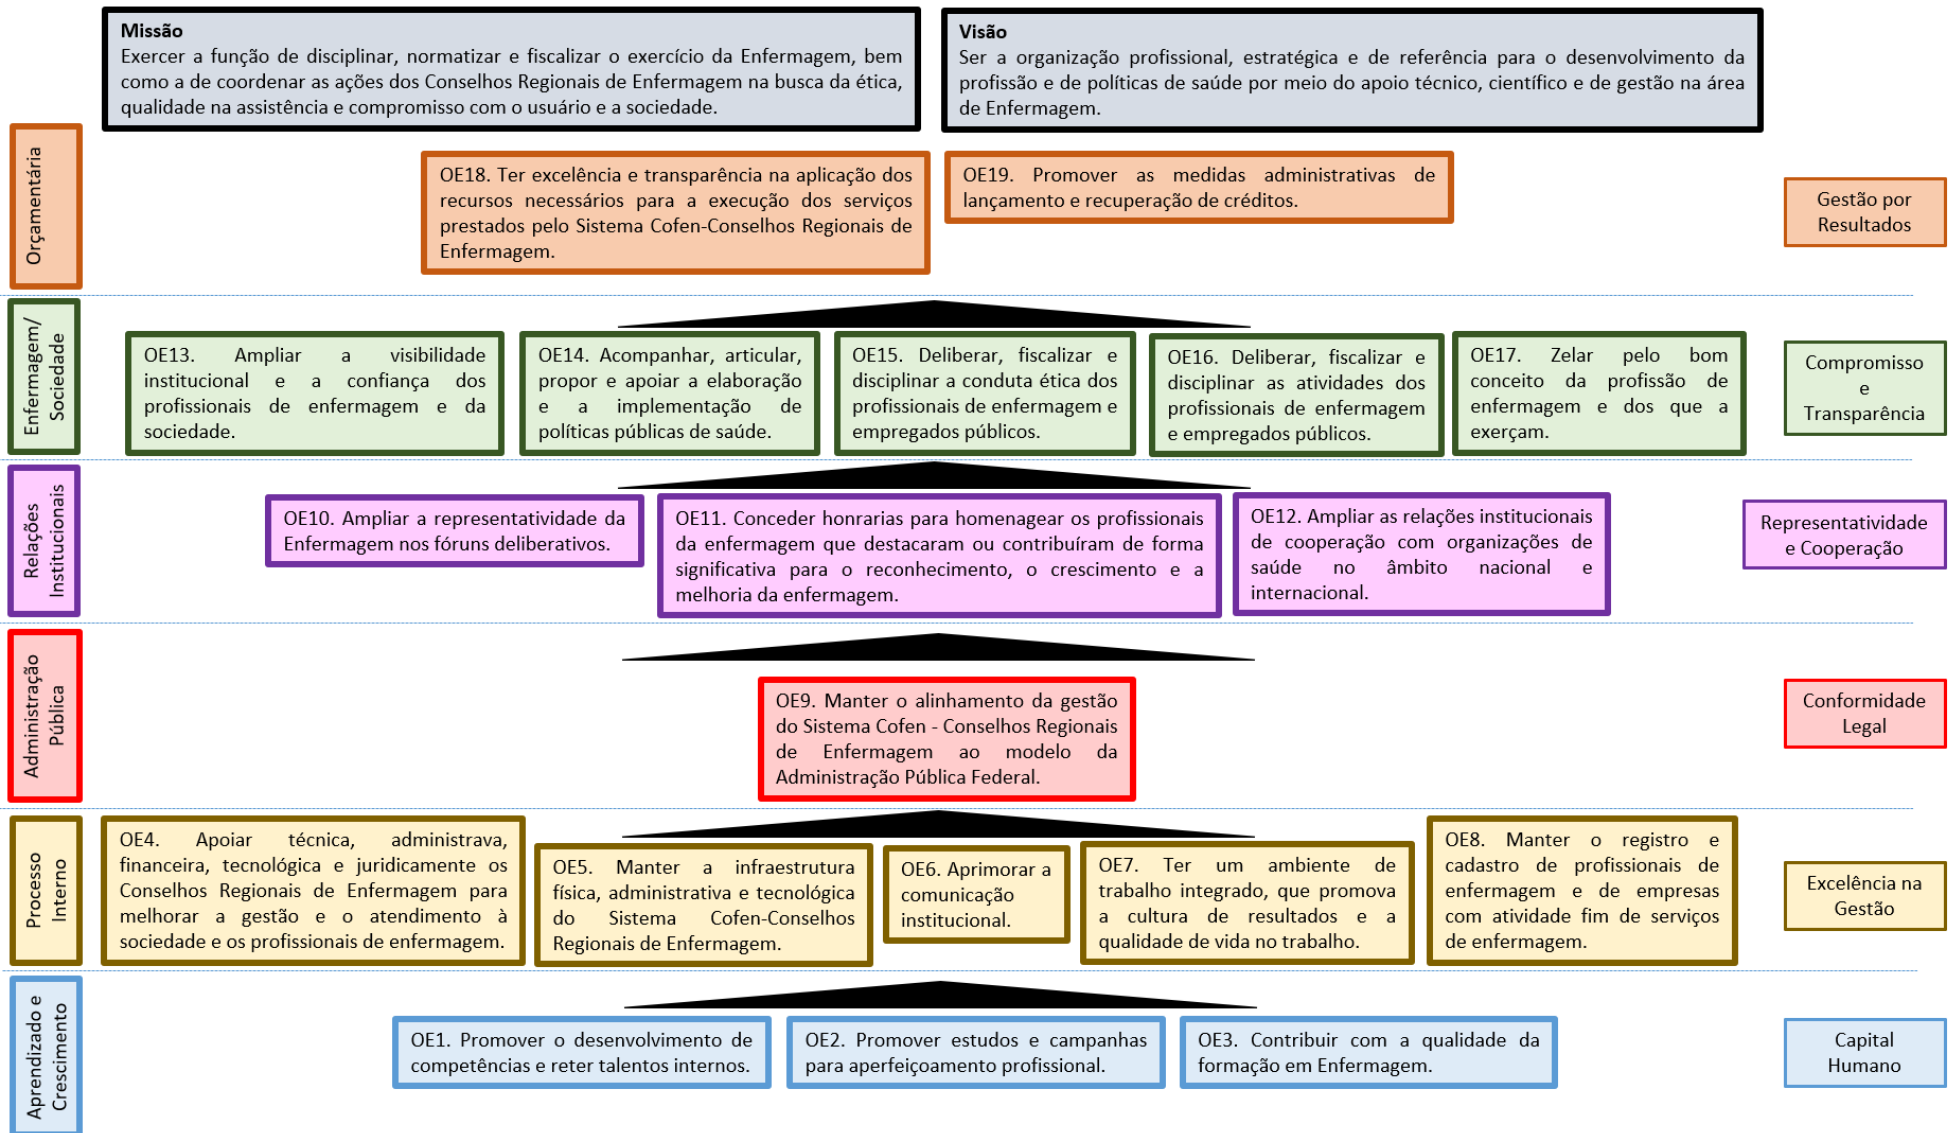 Missão
Exercer a função de disciplinar, normatizar e fiscalizar o exercício da Enfermagem, bem
como a de coordenar as ações dos Conselhos Regionais de Enfermagem na busca da ética,
qualidade na assistência e compromisso com o usuário e a sociedade.
Visão
Ser a organização profissional, estratégica e de referência para o desenvolvimento da
profissão e de políticas de saúde por meio do apoio técnico, científico e de gestão na área
de Enfermagem.
Orçamentária
OE18. Ter excelência e transparência na aplicação dos
recursos necessários para a execução dos serviços
prestados pelo Sistema Cofen-Conselhos Regionais de
Enfermagem.
OE19. Promover as medidas administrativas de
lançamento e recuperação de créditos.
Gestão por
Resultados
Enfermagem/
Sociedade
OE13. Ampliar a visibilidade
institucional e a confiança dos
profissionais de enfermagem e da
sociedade.
OE14. Acompanhar, articular,
propor e apoiar a elaboração
e a implementação de
políticas públicas de saúde.
OE15. Deliberar, fiscalizar e
disciplinar a conduta ética dos
profissionais de enfermagem e
empregados públicos.
OE16. Deliberar, fiscalizar e
disciplinar as atividades dos
profissionais de enfermagem
e empregados públicos.
OE17. Zelar pelo bom
conceito da profissão de
enfermagem e dos que a
exerçam.
Compromisso
e
Transparência
Relações
Institucionais
OE10. Ampliar a representatividade da
Enfermagem nos fóruns deliberativos.
OE11. Conceder honrarias para homenagear os profissionais
da enfermagem que destacaram ou contribuíram de forma
significativa para o reconhecimento, o crescimento e a
melhoria da enfermagem.
OE12. Ampliar as relações institucionais
de cooperação com organizações de
saúde no âmbito nacional e
internacional.
Representatividade
e Cooperação
Administração
Pública
OE9. Manter o alinhamento da gestão
do Sistema Cofen - Conselhos Regionais
de Enfermagem ao modelo da
Administração Pública Federal.
Conformidade
Legal
Processo
Interno
OE4. Apoiar técnica, administrava,
financeira, tecnológica e juridicamente os
Conselhos Regionais de Enfermagem para
melhorar a gestão e o atendimento à
sociedade e os profissionais de enfermagem.
OE5. Manter a infraestrutura
física, administrativa e tecnológica
do Sistema Cofen-Conselhos
Regionais de Enfermagem.
OE6. Aprimorar a
comunicação
institucional.
OE7. Ter um ambiente de
trabalho integrado, que promova
a cultura de resultados e a
qualidade de vida no trabalho.
OE8. Manter o registro e
cadastro de profissionais de
enfermagem e de empresas
com atividade fim de serviços
de enfermagem.
Excelência na
Gestão
Aprendizado e
Crescimento
OE1. Promover o desenvolvimento de
competências e reter talentos internos.
OE2. Promover estudos e campanhas
para aperfeiçoamento profissional.
OE3. Contribuir com a qualidade da
formação em Enfermagem.
Capital
Humano